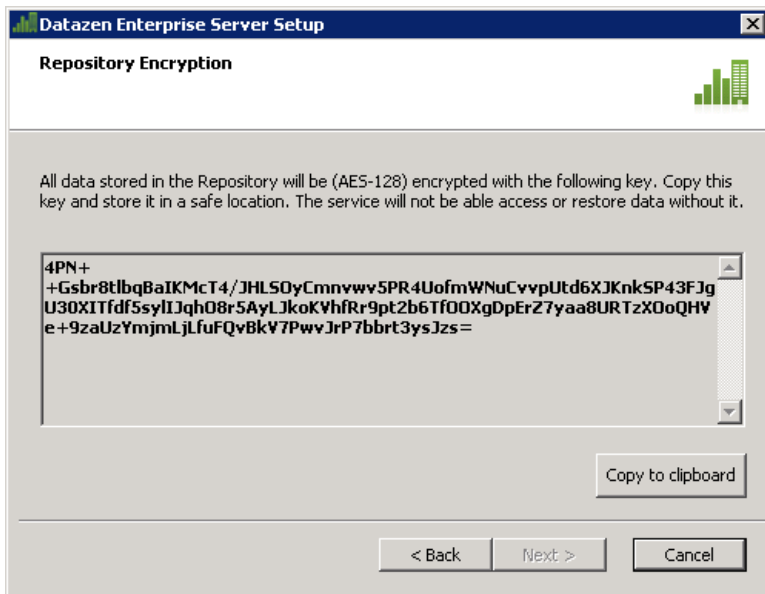 Datazen Enterprise Server Setup
Repository Encryption
All data stored in the Repository will be (AES-128) encrypted with the following key. Copy this
key and store it in a safe location. The service will not be able access or restore data without it.
4PN+
+Gsbr8tlbqBaIKMcT4/JHLSOyCmnvwv5PR4UofmWNuCvvpUtd6XJKnkSP43FJg
U30XITfdf5sylIJqhO8r5AyLJkoKVhfRr9pt2b6TfOOXgDpErZ7yaa8URTzXOoQHV
e+9zaUzYmjmLjLfuFQvBkV7PwvJrP7bbrt3ysJzs=
Copy to clipboard
< Back
Next >
Cancel